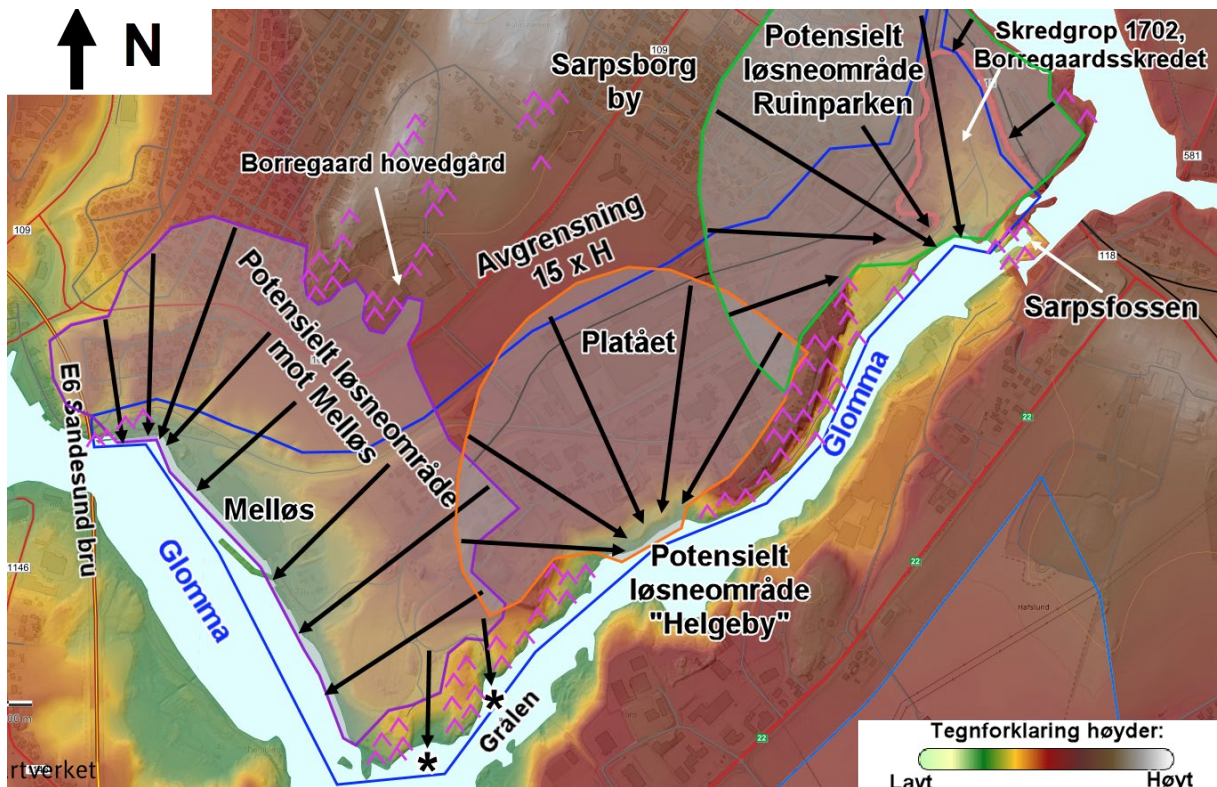 N
109
Sarpsborg
by
Potensielt
løsneområde
Ruinparken
Skredgrop 1702,
Borregaardsskredet
581
Borregaard hovedgård
109
Avgrensning
15 x H
118
Sarpsfossen
Potensielt løsneområde
mot Melløs
Platået
Glomma
E6 Sandesund bru
22
Melløs
Glomma
Potensielt
løsneområde
"Helgeby"
1146
Hafslund
*
Grålen
*
22
rtverket
Tegnforklaring høyder:
Lavt
Høyt